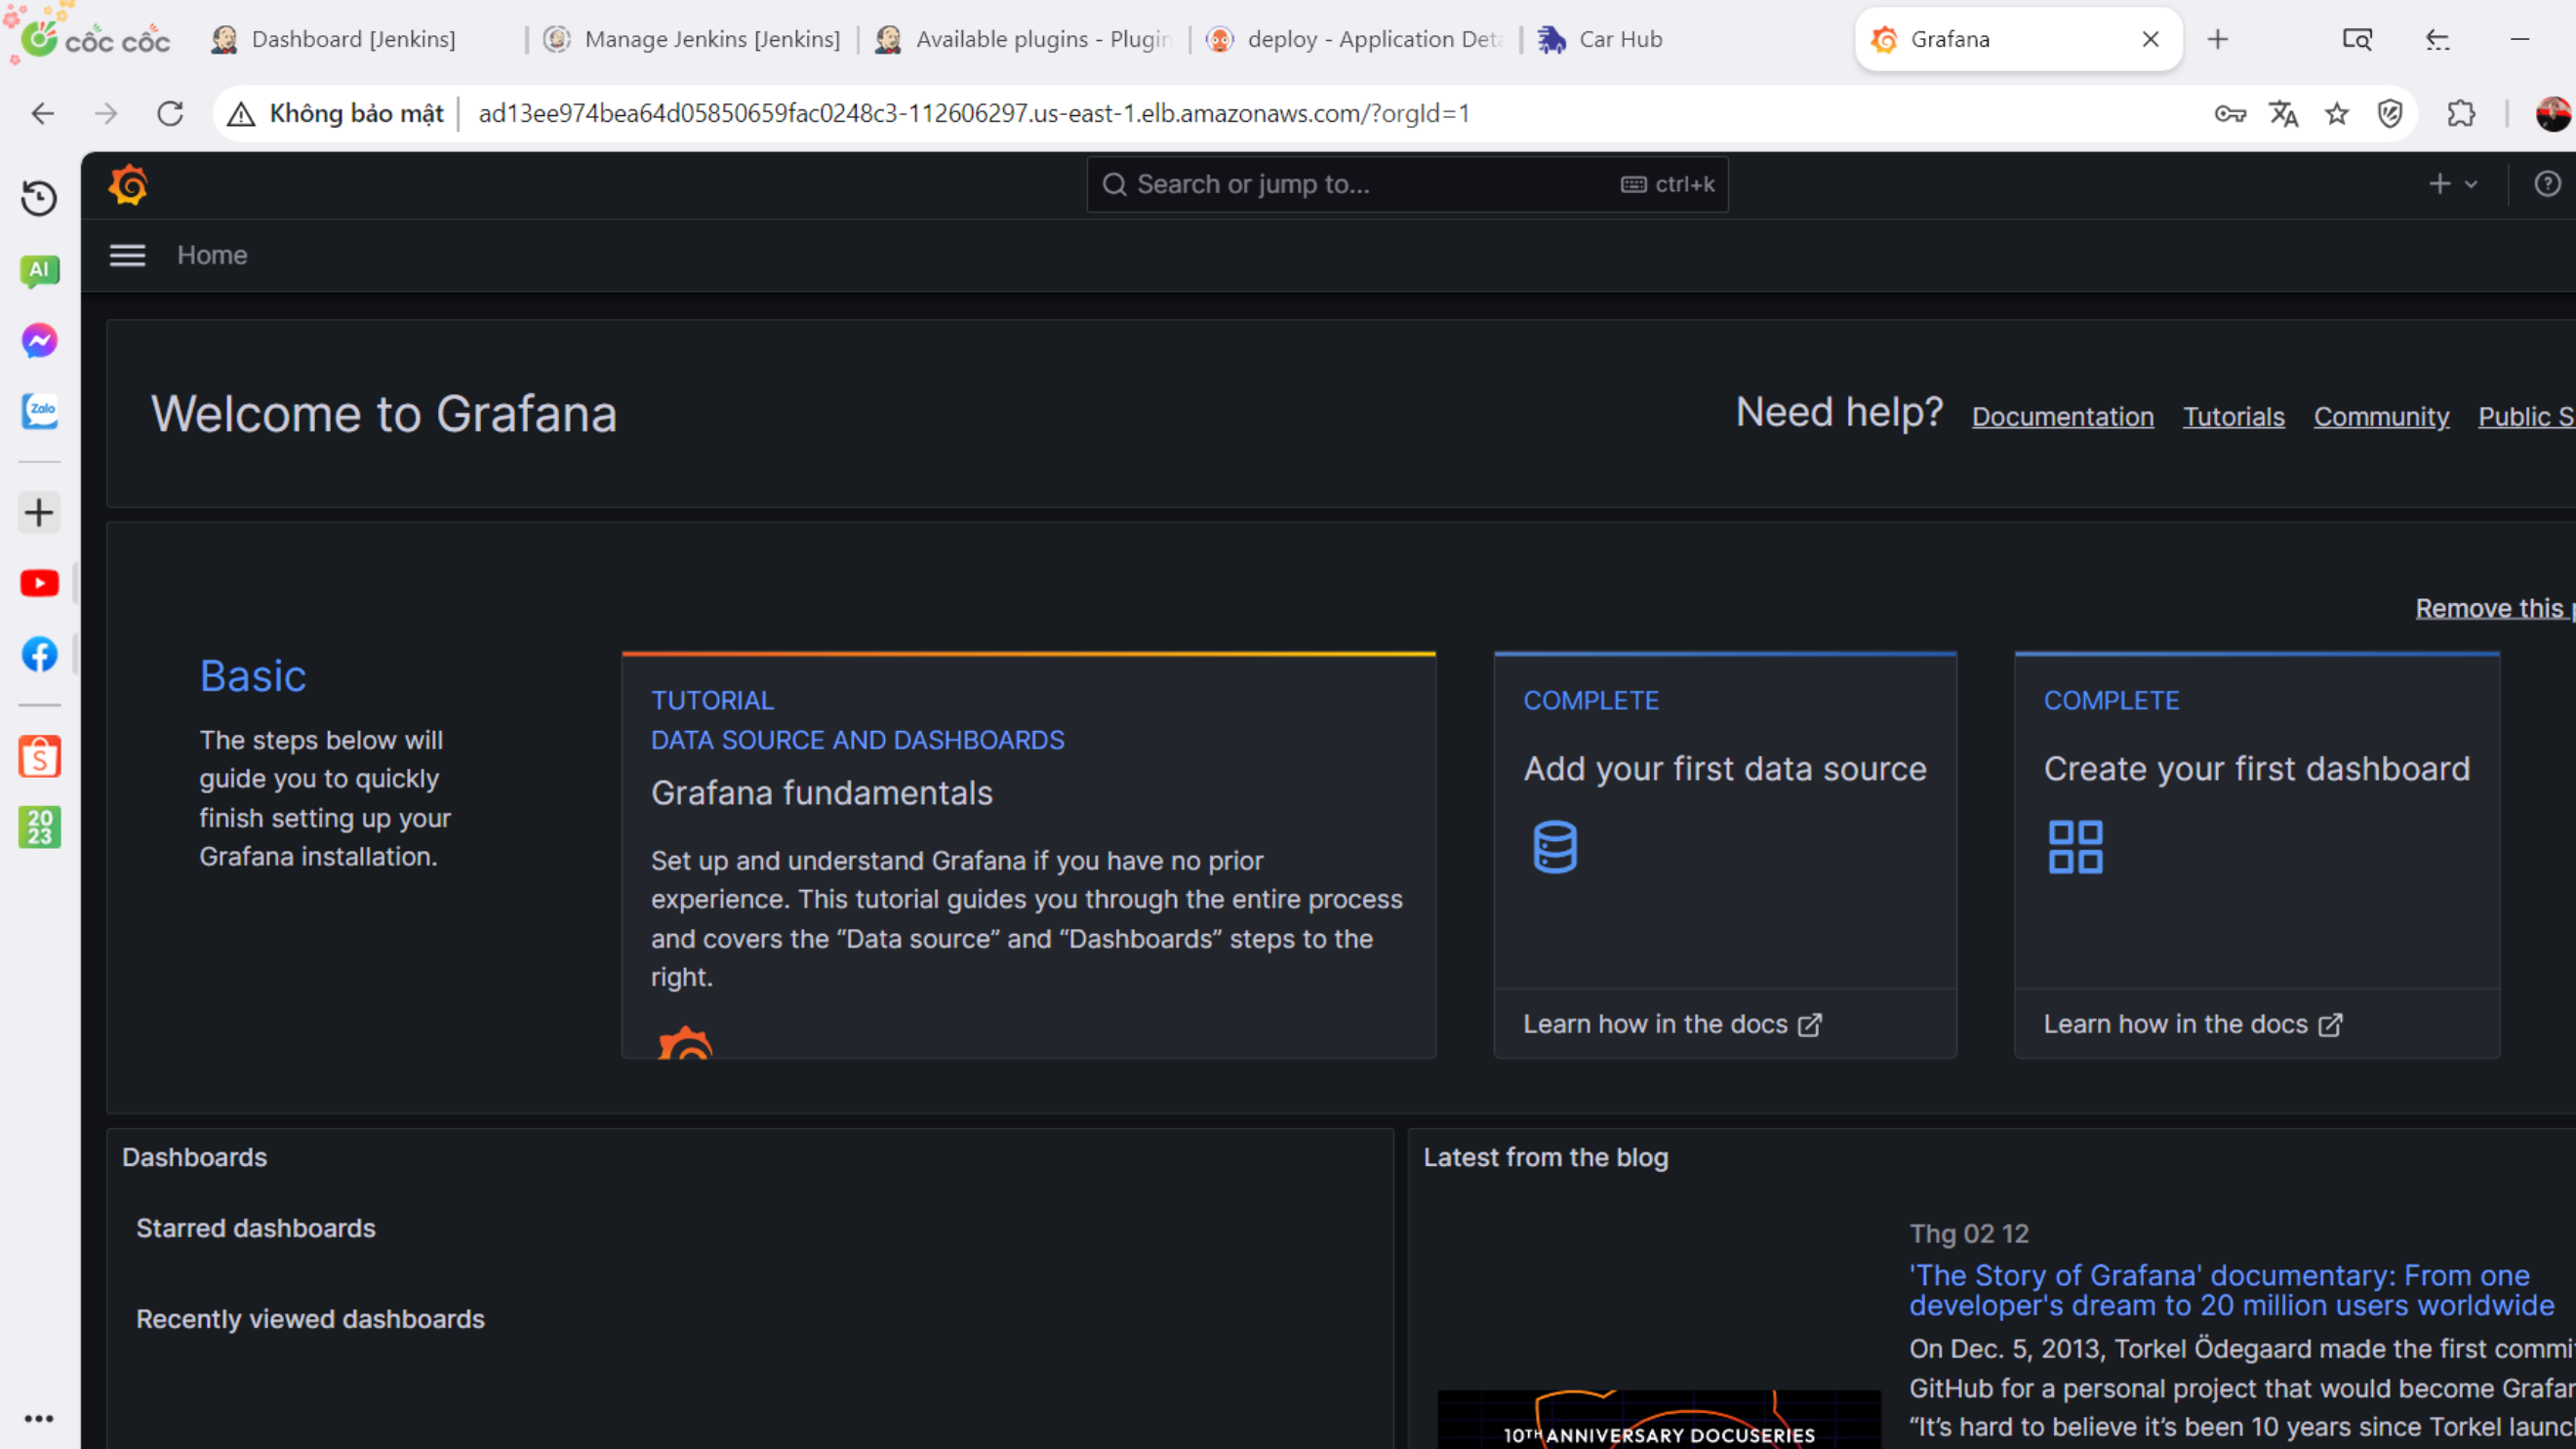 cốc cốc
Dashboard [Jenkins]
Manage Jenkins [Jenkins]
Available plugins - Plugin
deploy - Application Deta
Car Hub
Grafana
Không bảo mật
ad13ee974bea64d05850659fac0248c3-112606297.us-east-1.elb.amazonaws.com/?orgId=1
AI
Zalo
20
23
Search or jump to...
ctrl+k
Home
Welcome to Grafana
Need help?
Documentation
Tutorials
Community
Public S
Remove this
Basic
The steps below will
guide you to quickly
finish setting up your
Grafana installation.
TUTORIAL
DATA SOURCE AND DASHBOARDS
Grafana fundamentals
Set up and understand Grafana if you have no prior
experience. This tutorial guides you through the entire process
and covers the “Data source” and “Dashboards” steps to the
right.
COMPLETE
Add your first data source
Learn how in the docs
COMPLETE
Create your first dashboard
Learn how in the docs
Dashboards
Starred dashboards
Recently viewed dashboards
Latest from the blog
Thg 02 12
'The Story of Grafana' documentary: From one
developer's dream to 20 million users worldwide
On Dec. 5, 2013, Torkel Ödegaard made the first commi
GitHub for a personal project that would become Grafan
“It’s hard to believe it’s been 10 years since Torkel launc
10TH ANNIVERSARY DOCUSERIES